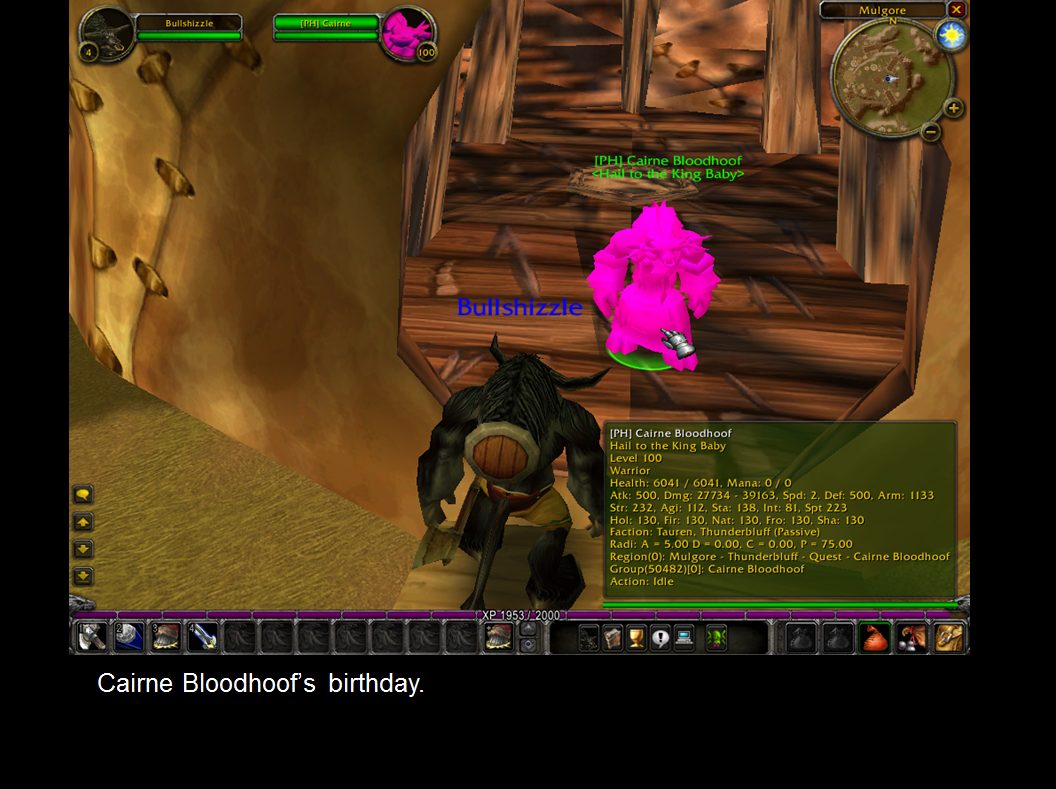 Bullshizzle
4
[PH] Cairne
100
Mulgore
N
[PH] Cairne Bloodhoof
<Hail to the King Baby>
Bullshizzle
[PH] Cairne Bloodhoof
Hail to the King Baby
Level 100
Warrior
Health: 6041 / 6041, Mana: 0 / 0
Atk: 500, Dmg: 27734 - 39163, Spd: 2, Def: 500, Arm: 1133
Str: 232, Agi: 112, Sta: 138, Int: 81, Spt 223
Hol: 130, Fir: 130, Nat: 130, Fro: 130, Sha: 130
Faction: Tauren, Thunderbluff (Passive)
Radi: A = 5.00 D = 0.00, C = 0.00, P = 75.00
Region(0): Mulgore - Thunderbluff - Quest - Cairne Bloodhoof
Group(50482)[0]: Cairne Bloodhoof
Action: Idle
XP 1953 / 2000
2 3 4
Cairne Bloodhoof’s birthday.